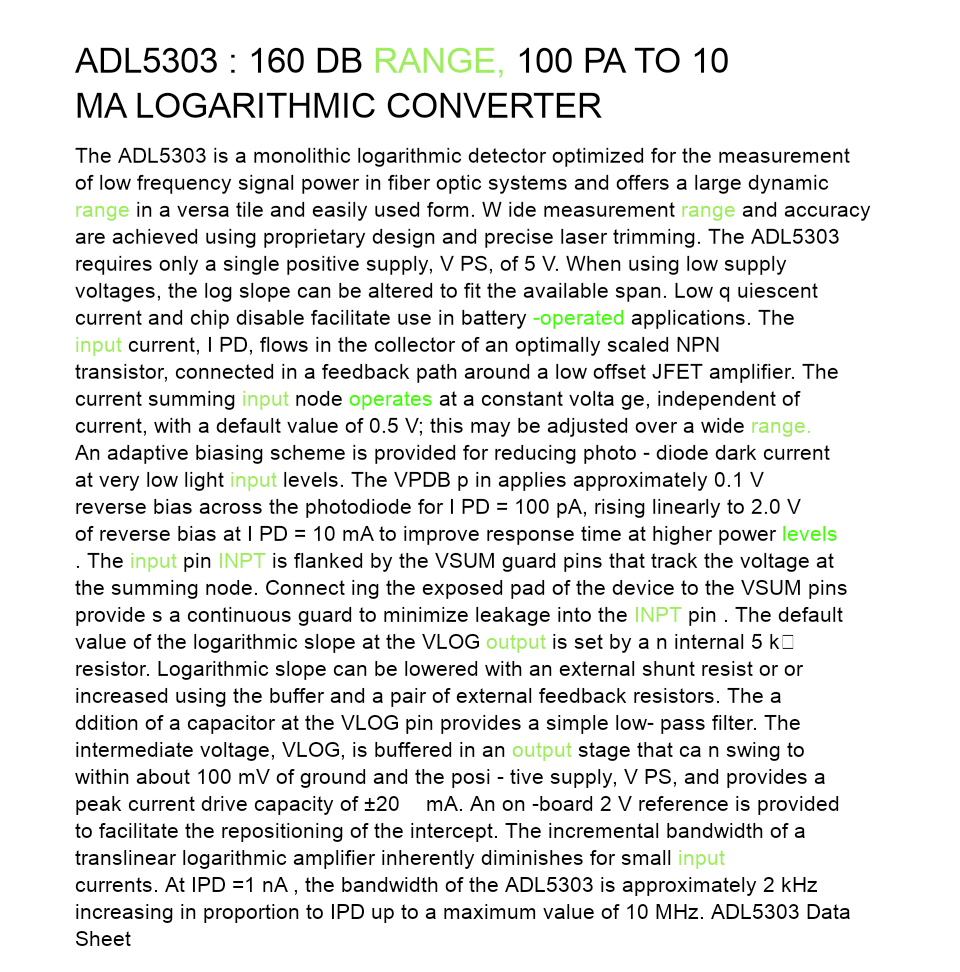 ADL5303 : 160 DB RANGE, 100 PA TO 10
MA LOGARITHMIC CONVERTER
The ADL5303 is a monolithic logarithmic detector optimized for the measurement
of low frequency signal power in fiber optic systems and offers a large dynamic
range in a versa tile and easily used form. W ide measurement range and accuracy
are achieved using proprietary design and precise laser trimming. The ADL5303
requires only a single positive supply, V PS, of 5 V. When using low supply
voltages, the log slope can be altered to fit the available span. Low q uiescent
current and chip disable facilitate use in battery -operated applications. The
input current, I PD, flows in the collector of an optimally scaled NPN
transistor, connected in a feedback path around a low offset JFET amplifier. The
current summing input node operates at a constant volta ge, independent of
current, with a default value of 0.5 V; this may be adjusted over a wide range.
An adaptive biasing scheme is provided for reducing photo - diode dark current
at very low light input levels. The VPDB p in applies approximately 0.1 V
reverse bias across the photodiode for I PD = 100 pA, rising linearly to 2.0 V
of reverse bias at I PD = 10 mA to improve response time at higher power levels
. The input pin INPT is flanked by the VSUM guard pins that track the voltage at
the summing node. Connect ing the exposed pad of the device to the VSUM pins
provide s a continuous guard to minimize leakage into the INPT pin . The default
value of the logarithmic slope at the VLOG output is set by a n internal 5 k□
resistor. Logarithmic slope can be lowered with an external shunt resist or or
increased using the buffer and a pair of external feedback resistors. The a
ddition of a capacitor at the VLOG pin provides a simple low- pass filter. The
intermediate voltage, VLOG, is buffered in an output stage that ca n swing to
within about 100 mV of ground and the posi - tive supply, V PS, and provides a
peak current drive capacity of ±20 mA. An on -board 2 V reference is provided
to facilitate the repositioning of the intercept. The incremental bandwidth of a
translinear logarithmic amplifier inherently diminishes for small input
currents. At IPD =1 nA , the bandwidth of the ADL5303 is approximately 2 kHz
increasing in proportion to IPD up to a maximum value of 10 MHz. ADL5303 Data
Sheet